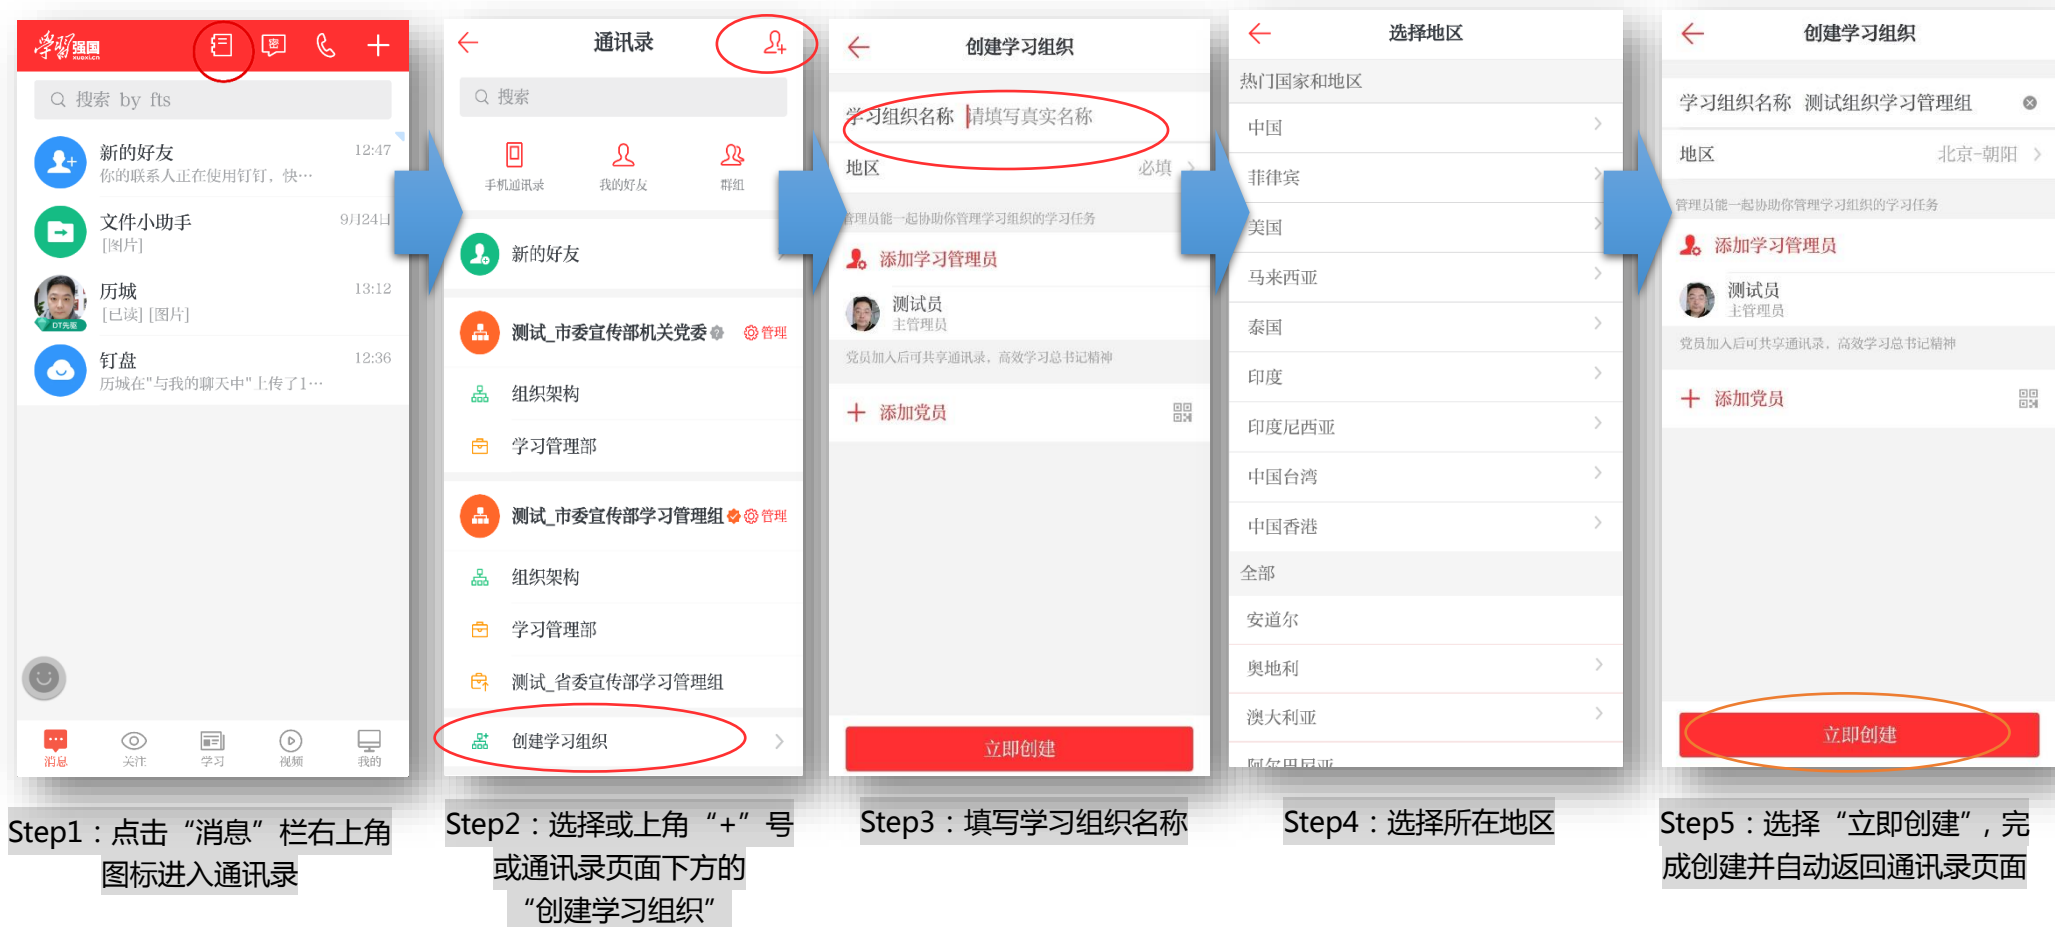 学习强国
xuexi.cn
密
搜索 by fts
新的好友
12:47
你的联系人正在使用钉钉，快…
文件小助手
9月24日
[图片]
历城
13:12
[已读] [图片]
DT先驱
钉盘
12:36
历城在"与我的聊天中"上传了1…
消息
关注
学习
视频
我的
Step1：点击“消息”栏右上角
图标进入通讯录
通讯录
搜索
手机通讯录
我的好友
群组
新的好友
测试_市委宣传部机关党委
管理
组织架构
学习管理部
测试_市委宣传部学习管理组
管理
组织架构
学习管理部
测试_省委宣传部学习管理组
创建学习组织
Step2：选择或上角“+”号
或通讯录页面下方的
“创建学习组织”
创建学习组织
学习组织名称 请填写真实名称
地区 必填
管理员能一起协助你管理学习组织的学习任务
添加学习管理员
测试员
主管理员
党员加入后可共享通讯录，高效学习总书记精神
添加党员
立即创建
Step3：填写学习组织名称
选择地区
热门国家和地区
中国
菲律宾
美国
马来西亚
泰国
印度
印度尼西亚
中国台湾
中国香港
全部
安道尔
奥地利
澳大利亚
阿尔巴尼亚
Step4：选择所在地区
创建学习组织
学习组织名称 测试组织学习管理组
地区 北京-朝阳
管理员能一起协助你管理学习组织的学习任务
添加学习管理员
测试员
主管理员
党员加入后可共享通讯录，高效学习总书记精神
添加党员
立即创建
Step5：选择“立即创建”，完
成创建并自动返回通讯录页面